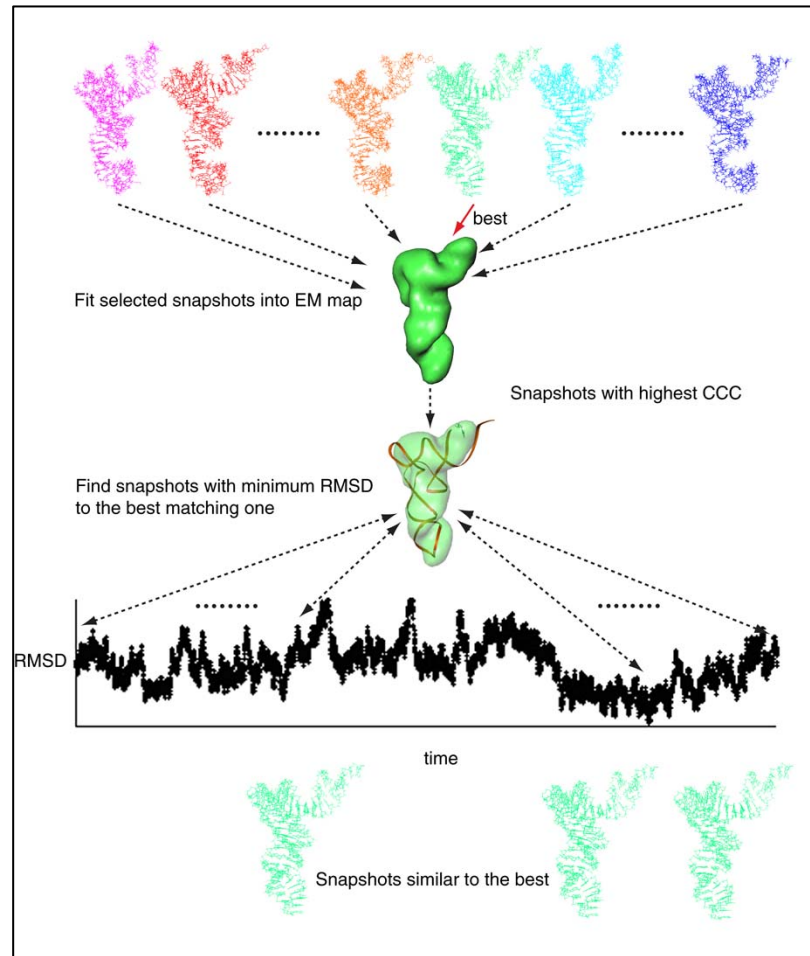 best
Fit selected snapshots into EM map
Snapshots with highest CCC
Find snapshots with minimum RMSD
to the best matching one
RMSD
time
Snapshots similar to the best